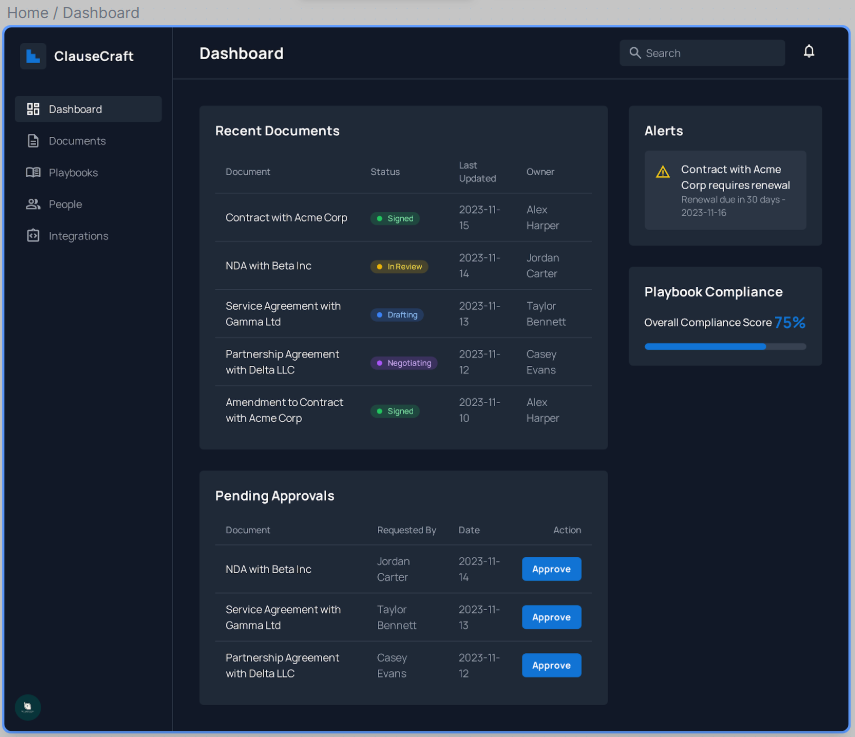 Home / Dashboard
ClauseCraft
Dashboard
Search
Dashboard
Documents
Playbooks
People
Integrations
Recent Documents
Document Status Last Updated Owner
Contract with Acme Corp Signed 2023-11-15 Alex Harper
NDA with Beta Inc In Review 2023-11-14 Jordan Carter
Service Agreement with Gamma Ltd Drafting 2023-11-13 Taylor Bennett
Partnership Agreement with Delta LLC Negotiating 2023-11-12 Casey Evans
Amendment to Contract with Acme Corp Signed 2023-11-10 Alex Harper
Pending Approvals
Document Requested By Date Action
NDA with Beta Inc Jordan Carter 2023-11-14 Approve
Service Agreement with Gamma Ltd Taylor Bennett 2023-11-13 Approve
Partnership Agreement with Delta LLC Casey Evans 2023-11-12 Approve
Alerts
Contract with Acme
Corp requires renewal
Renewal due in 30 days -
2023-11-16
Playbook Compliance
Overall Compliance Score 75%